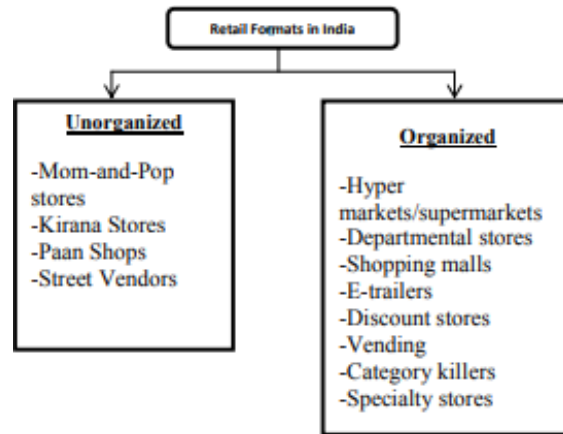 Retail Formats in India
Unorganized
-Mom-and-Pop
stores
-Kirana Stores
-Paan Shops
-Street Vendors
Organized
-Hyper
markets/supermarkets
-Departmental stores
-Shopping malls
-E-trailers
-Discount stores
-Vending
-Category killers
-Specialty stores